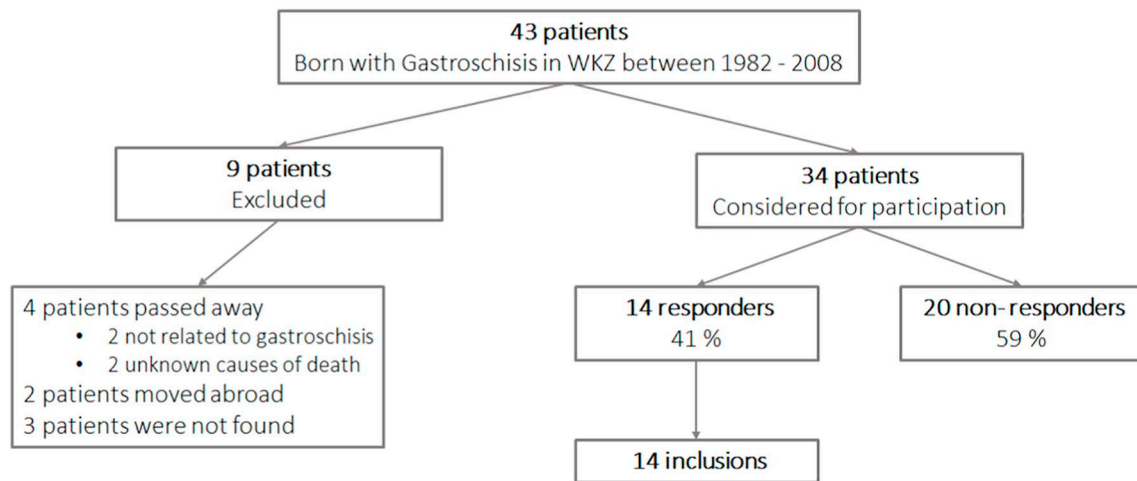 43 patients
Born with Gastroschisis in WKZ between 1982 - 2008
9 patients
Excluded
34 patients
Considered for participation
4 patients passed away
• 2 not related to gastroschisis
• 2 unknown causes of death
2 patients moved abroad
3 patients were not found
14 responders
41 %
20 non-responders
59 %
14 inclusions